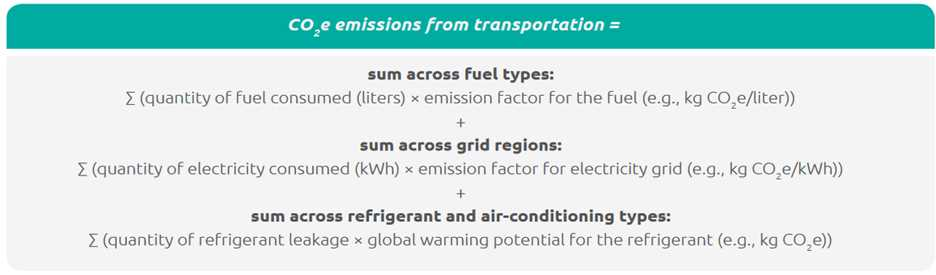 CO₂e emissions from transportation =
sum across fuel types:
∑ (quantity of fuel consumed (liters) × emission factor for the fuel (e.g., kg CO₂e/liter))
+
sum across grid regions:
∑ (quantity of electricity consumed (kWh) × emission factor for electricity grid (e.g., kg CO₂e/kWh))
+
sum across refrigerant and air-conditioning types:
∑ (quantity of refrigerant leakage × global warming potential for the refrigerant (e.g., kg CO₂e))